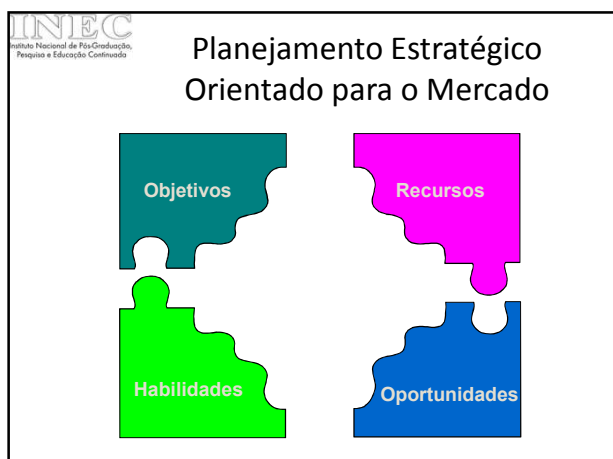 INEC
Instituto Nacional de Pós-Graduação,
Pesquisa e Educação Continuada
Planejamento Estratégico
Orientado para o Mercado
Objetivos
Recursos
Habilidades
Oportunidades